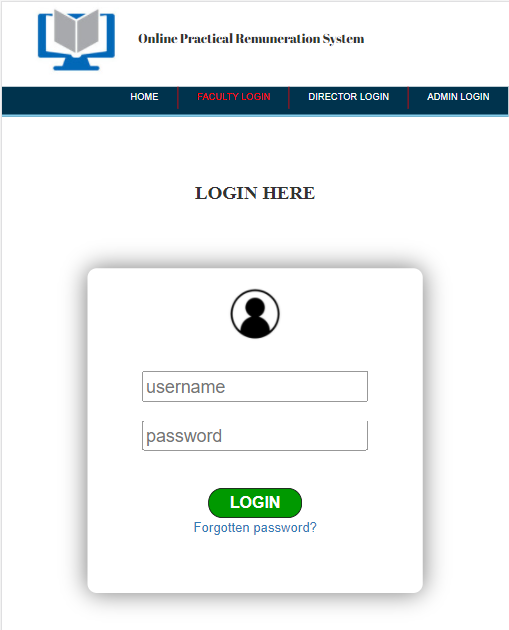 Online Practical Remuneration System
HOME FACULTY LOGIN DIRECTOR LOGIN ADMIN LOGIN
LOGIN HERE
username
password
LOGIN
Forgotten password?